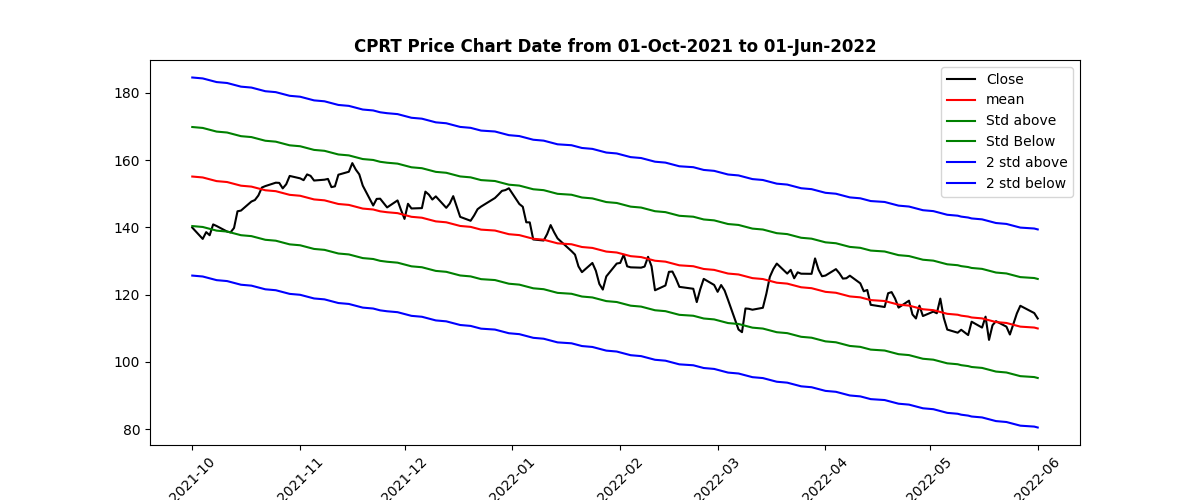 CPRT Price Chart Date from 01-Oct-2021 to 01-Jun-2022
Close
mean
Std above
Std Below
2 std above
2 std below
180
160
140
120
100
80
2021-10
2021-11
2021-12
2022-01
2022-02
2022-03
2022-04
2022-05
2022-06